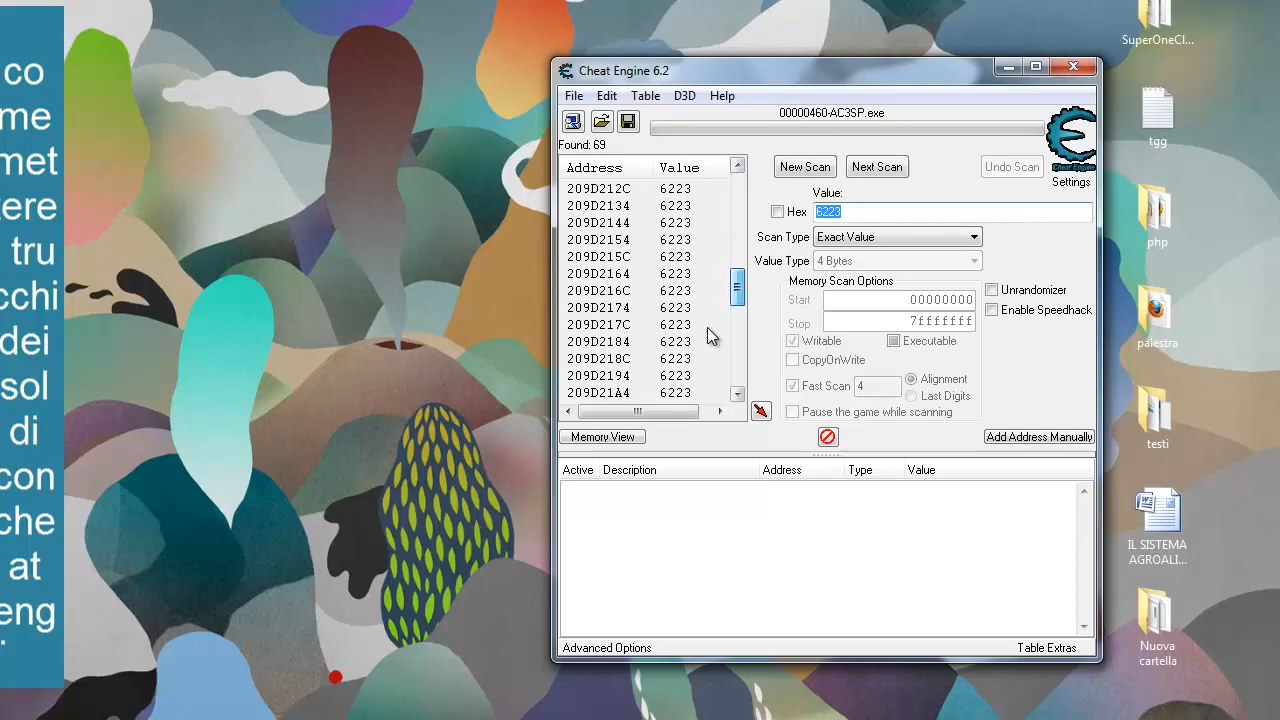 co
me
met
tere
tru
cchi
dei
sol
di
con
che
at
eng
SuperOneCl...
tgg
php
palestra
testi
IL SISTEMA
AGROALI...
Nuova
cartella
Cheat Engine 6.2
File Edit Table D3D Help
00000460-AC3SP.exe
Found: 69
Address Value
209D212C 6223
209D2134 6223
209D2144 6223
209D2154 6223
209D215C 6223
209D2164 6223
209D216C 6223
209D2174 6223
209D217C 6223
209D2184 6223
209D218C 6223
209D2194 6223
209D21A4 6223
New Scan Next Scan Undo Scan
Cheat Engine
Settings
Value:
Hex 6223
Scan Type Exact Value
Value Type 4 Bytes
Memory Scan Options
Start 00000000
Stop 7fffffff
Writable Executable
CopyOnWrite
Fast Scan 4 Alignment
Last Digits
Pause the game while scanning
Unrandomizer
Enable Speedhack
Memory View Add Address Manually
Active Description Address Type Value
Advanced Options Table Extras